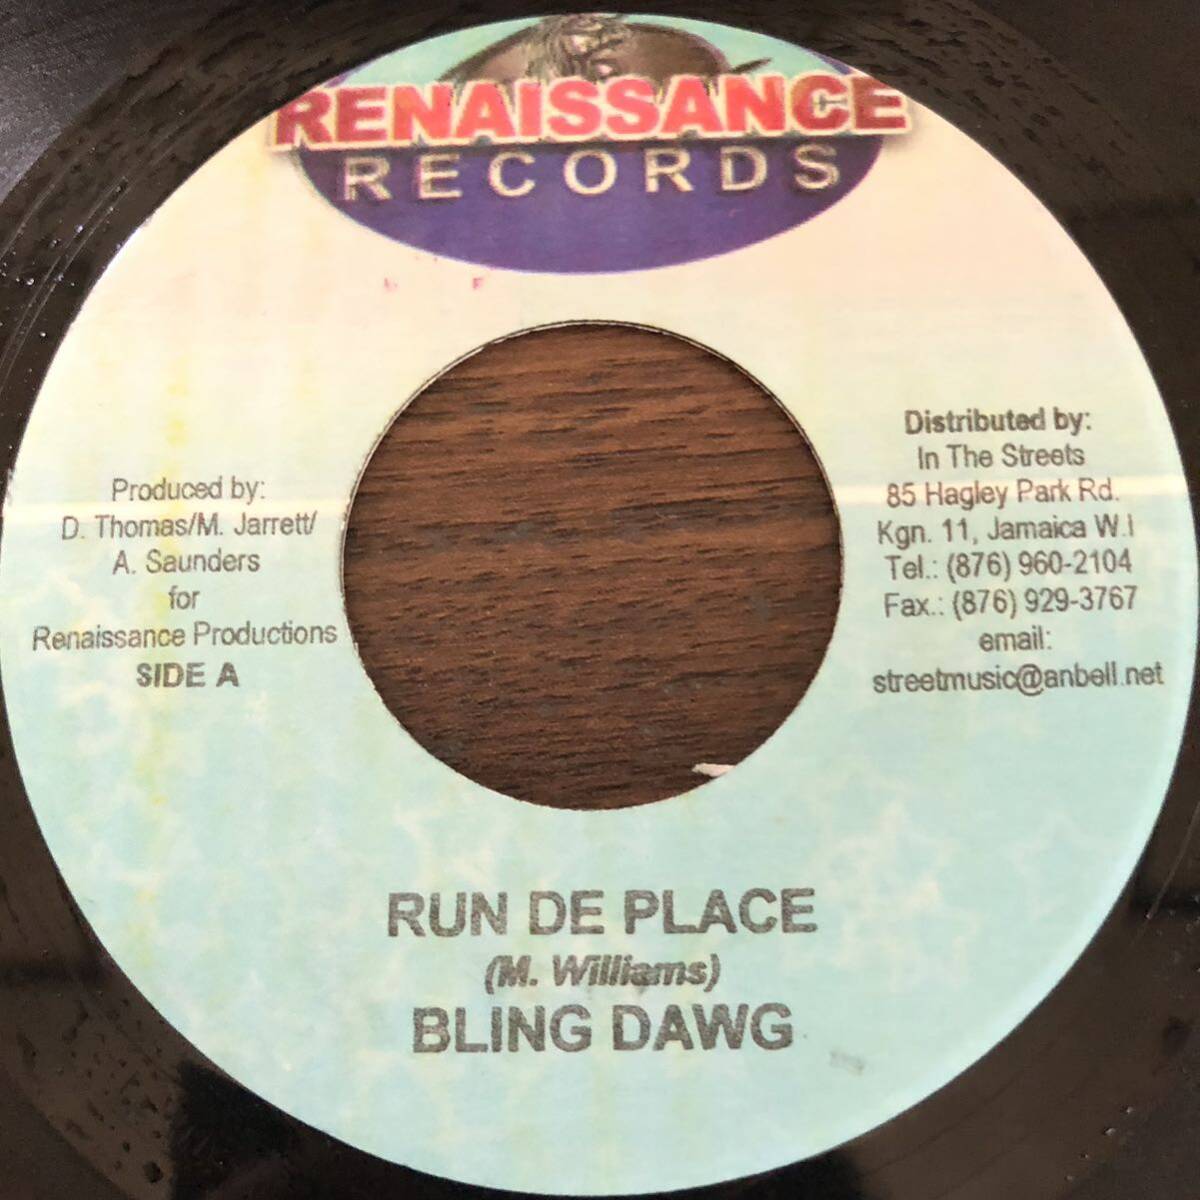 RENAISSANCE
RECORDS
Produced by:
D. Thomas/M. Jarrett/
A. Saunders
for
Renaissance Productions
SIDE A
Distributed by:
In The Streets
85 Hagley Park Rd.
Kgn. 11, Jamaica W.I
Tel.: (876) 960-2104
Fax.: (876) 929-3767
email:
streetmusic@anbell.net
RUN DE PLACE
(M. Williams)
BLING DAWG